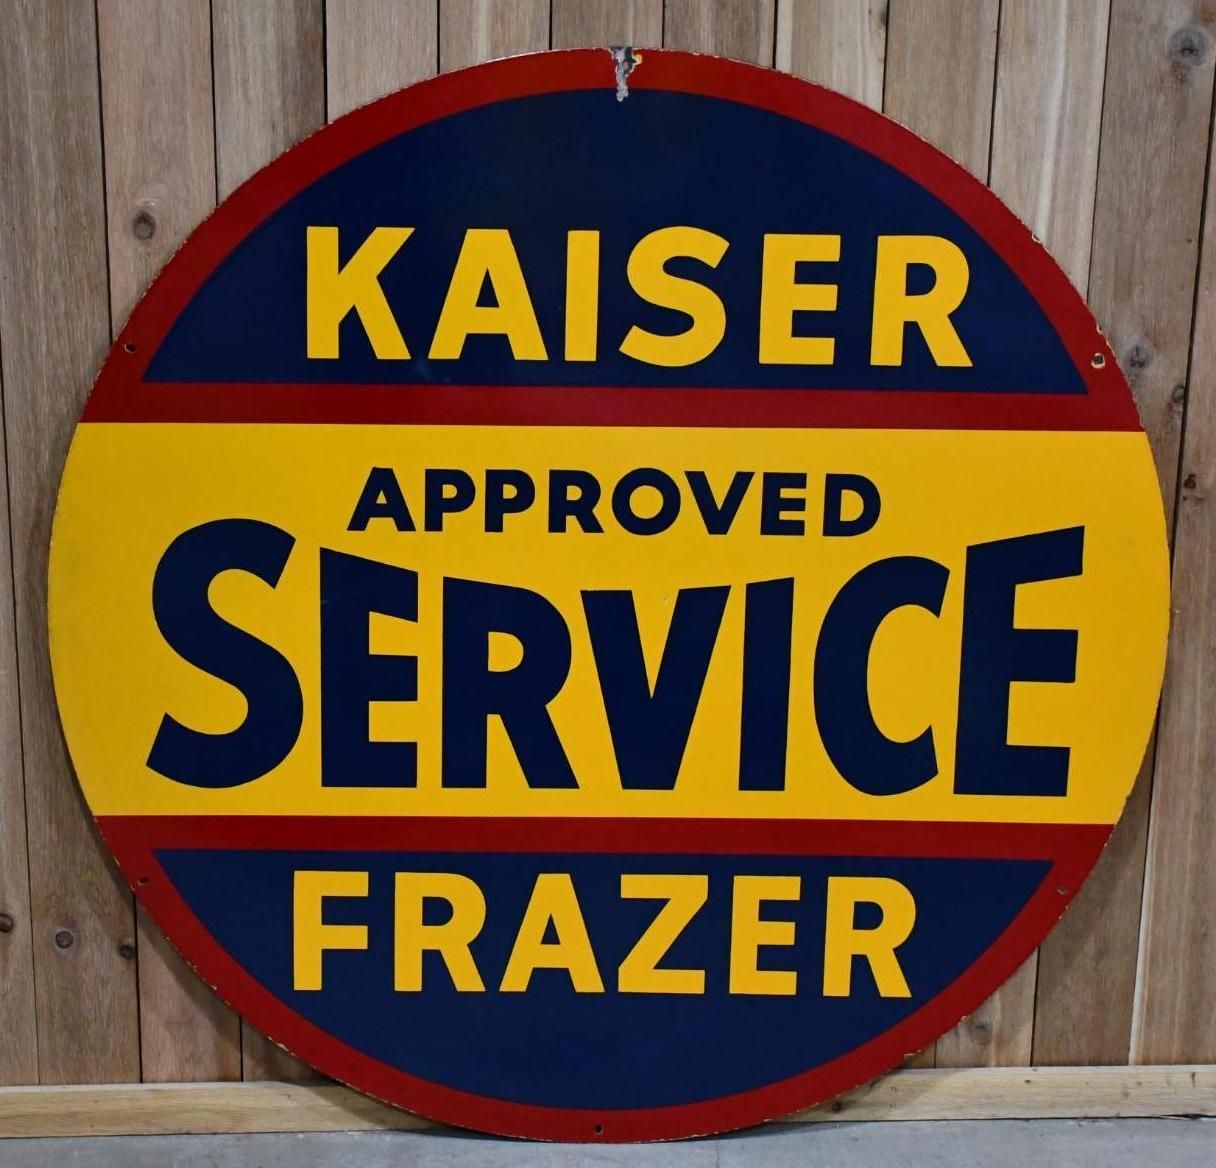 KAISER
APPROVED
SERVICE
FRAZER